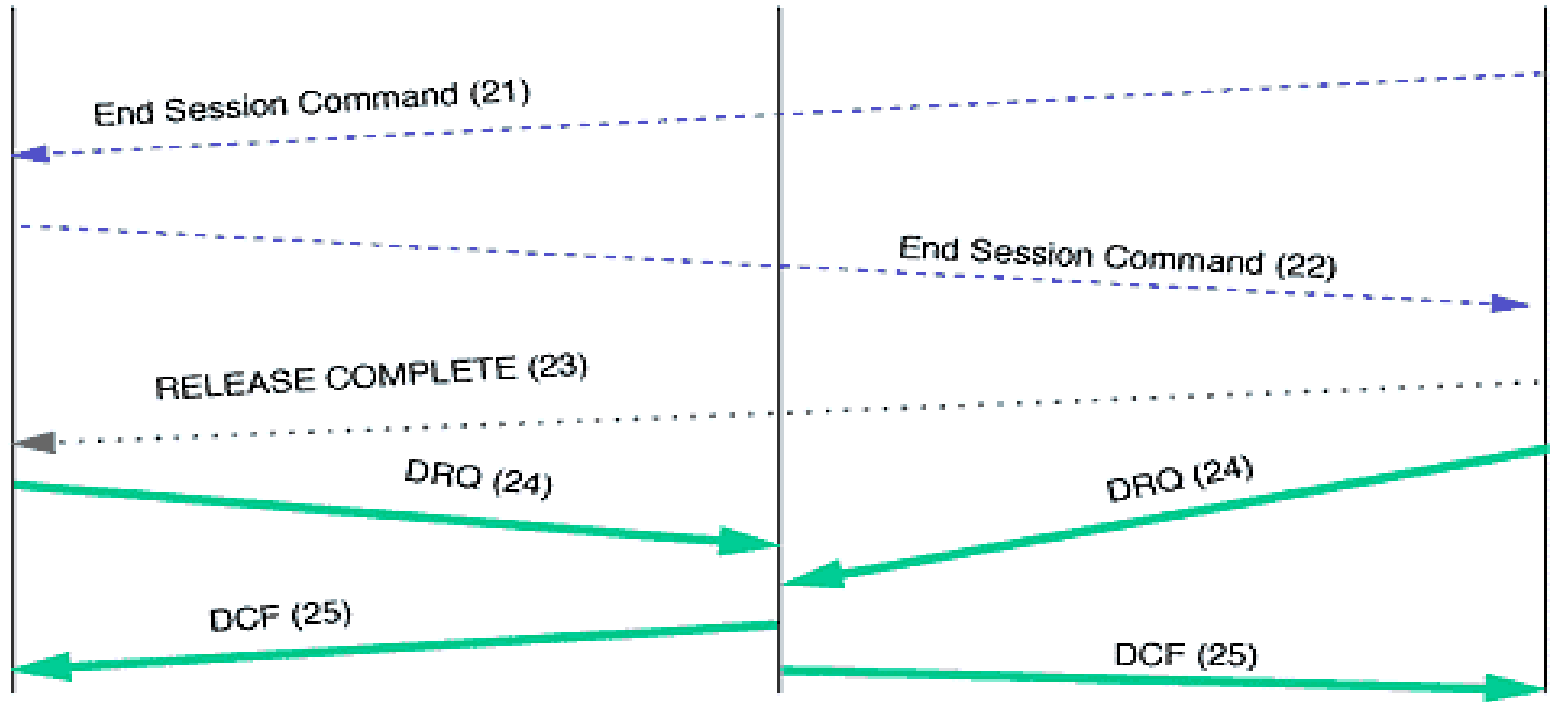 End Session Command (21)
End Session Command (22)
RELEASE COMPLETE (23)
DRQ (24)
DRQ (24)
DCF (25)
DCF (25)